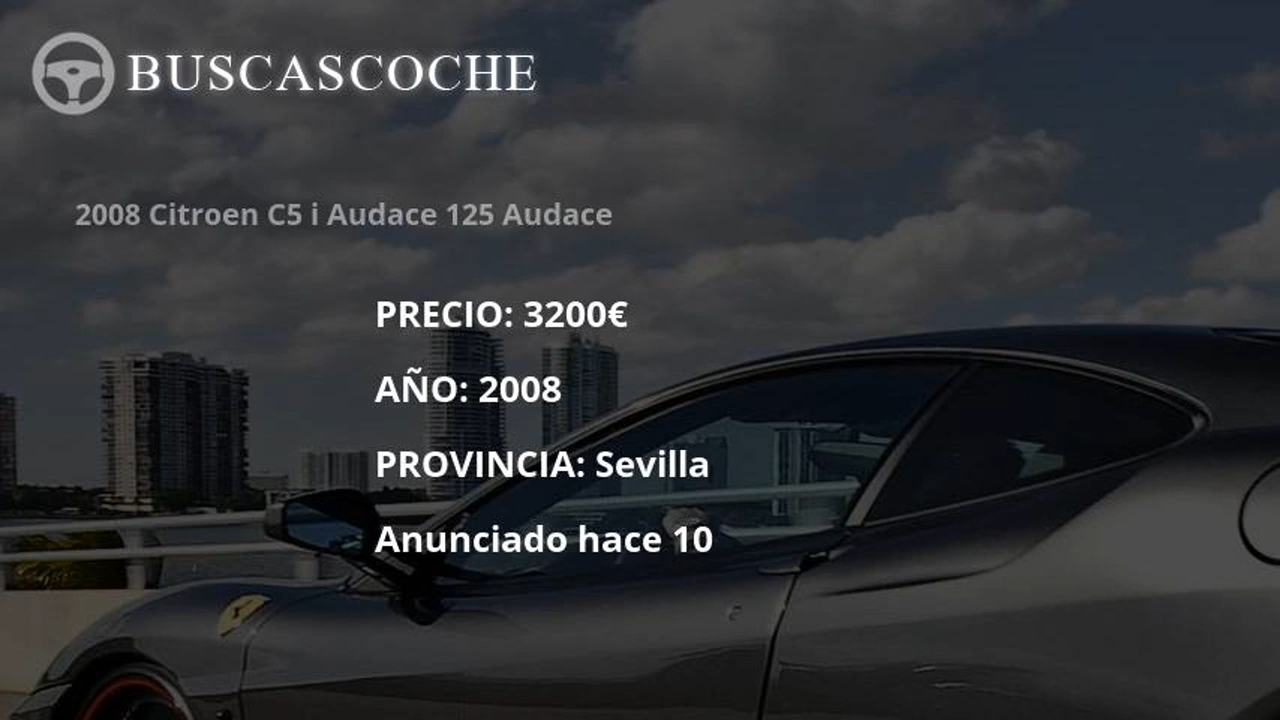 BUSCASCOCHE
2008 Citroen C5 i Audace 125 Audace
PRECIO: 3200€
AÑO: 2008
PROVINCIA: Sevilla
Anunciado hace 10